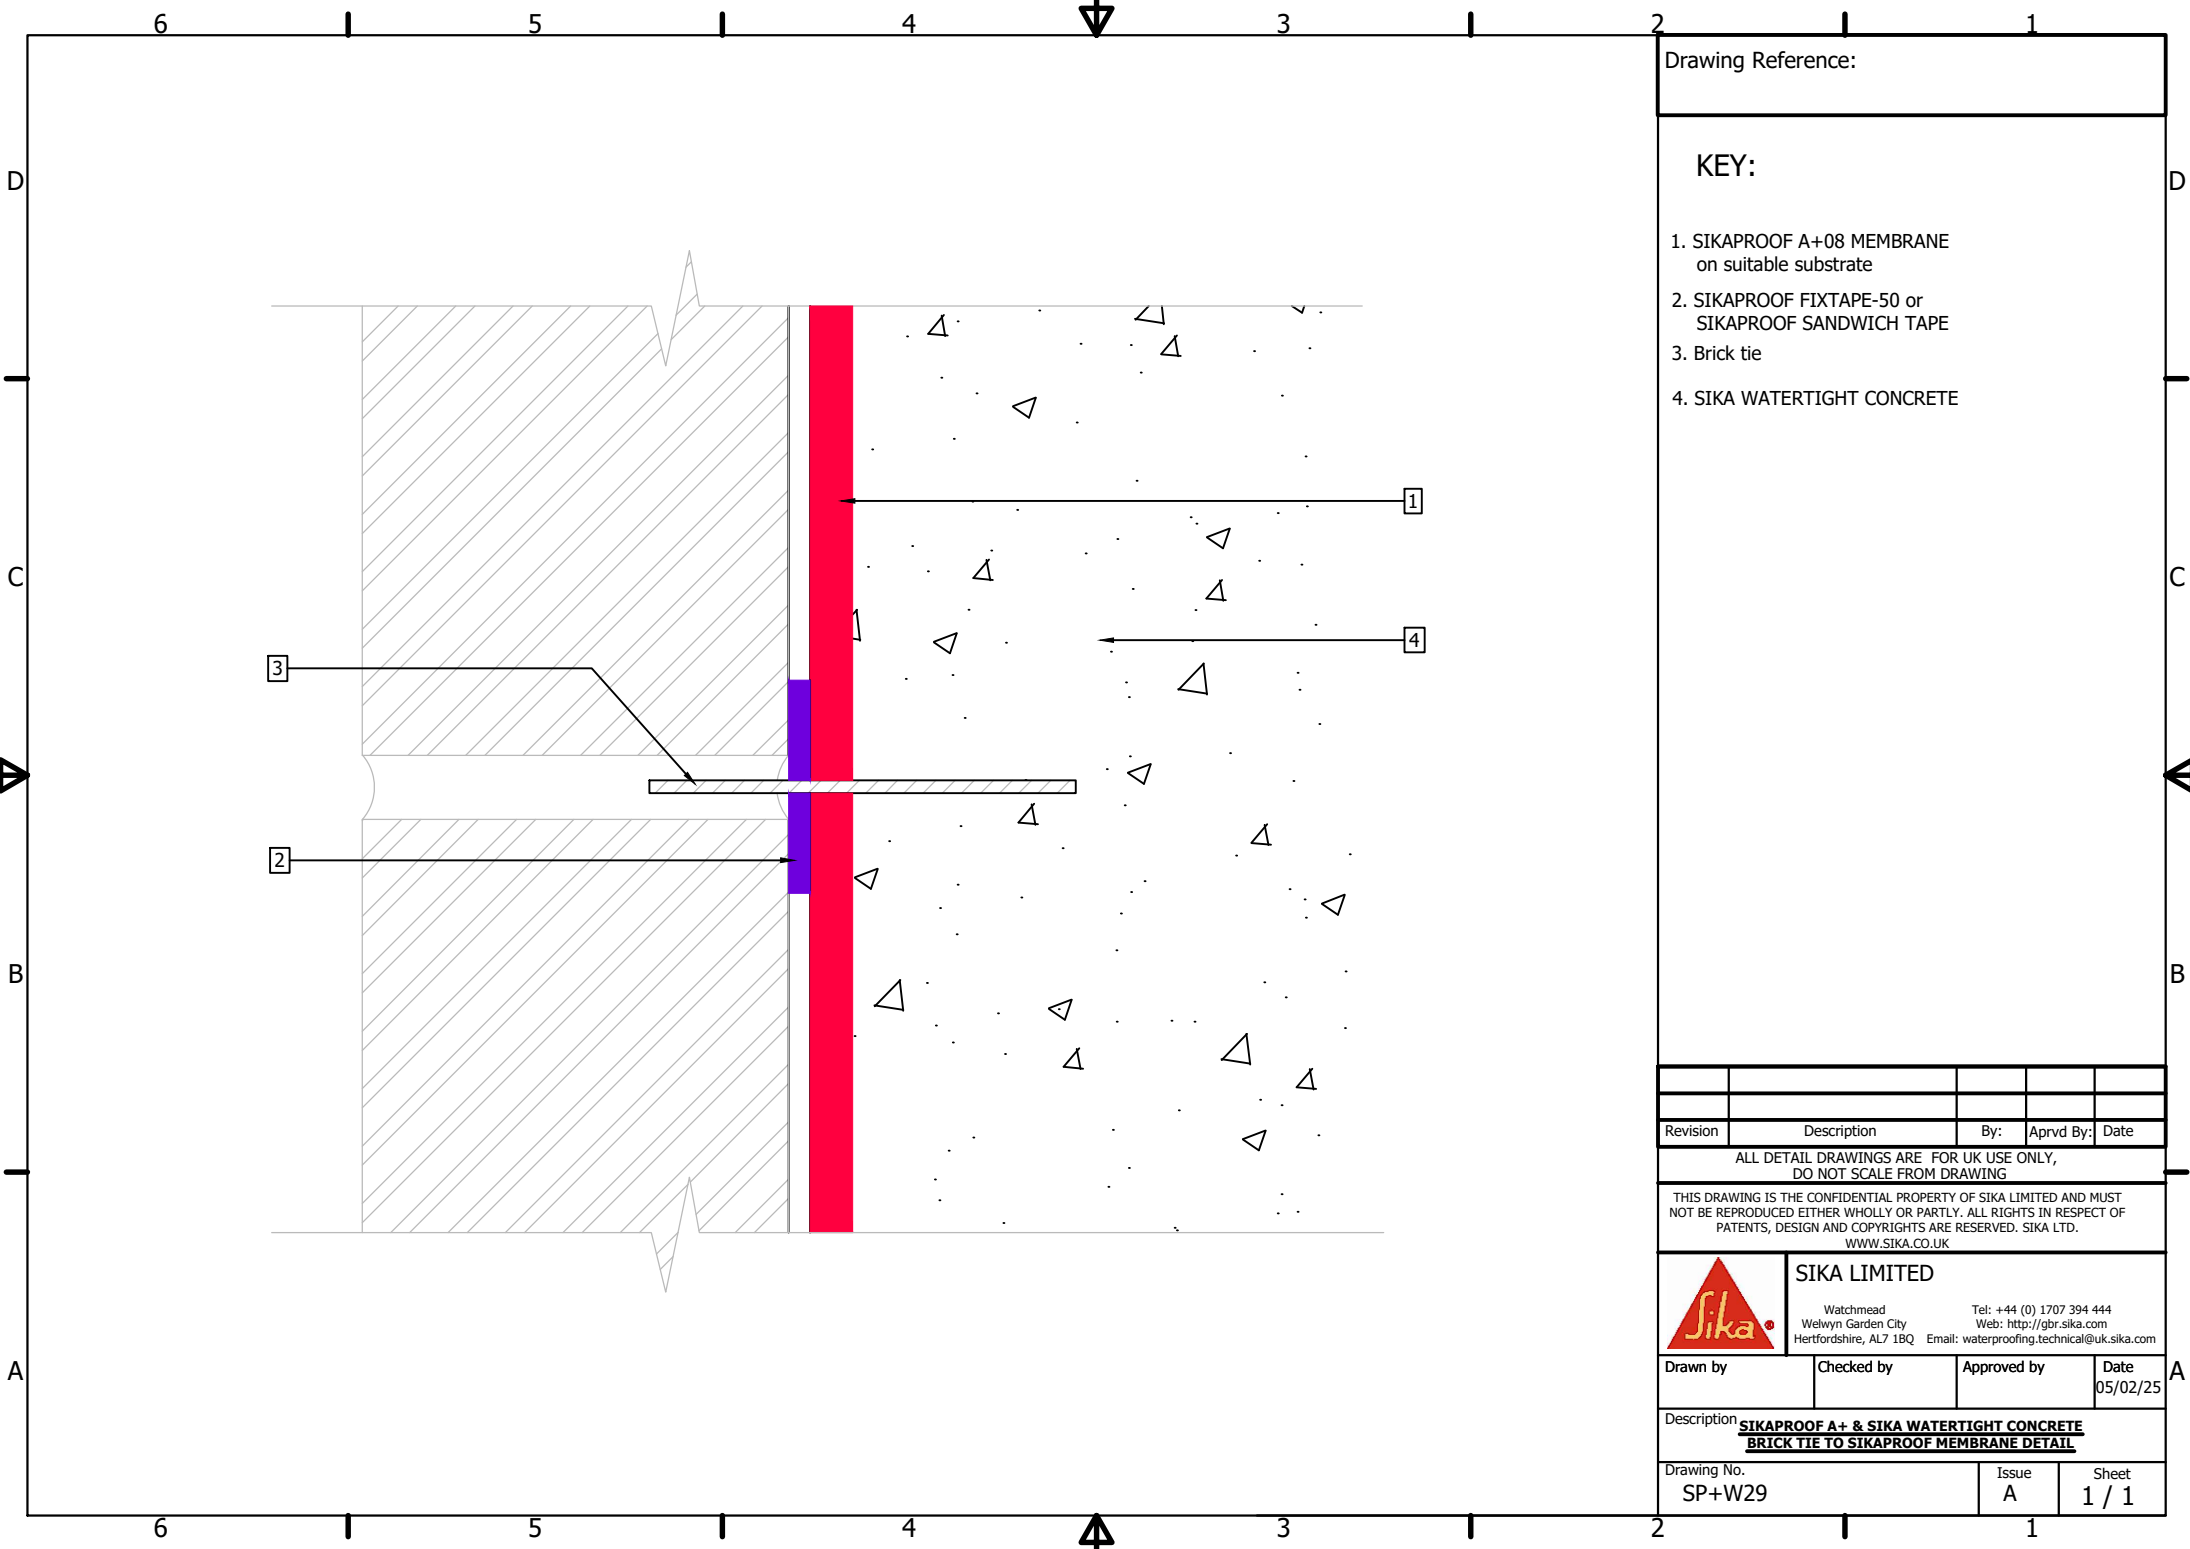 6 5 4 3 2 1
Drawing Reference:
KEY:
D D
1. SIKAPROOF A+08 MEMBRANE
on suitable substrate
2. SIKAPROOF FIXTAPE-50 or
SIKAPROOF SANDWICH TAPE
3. Brick tie
4. SIKA WATERTIGHT CONCRETE
1
C C
4
3
2
B B
Revision Description By: Aprvd By: Date
ALL DETAIL DRAWINGS ARE FOR UK USE ONLY,
DO NOT SCALE FROM DRAWING
THIS DRAWING IS THE CONFIDENTIAL PROPERTY OF SIKA LIMITED AND MUST
NOT BE REPRODUCED EITHER WHOLLY OR PARTLY. ALL RIGHTS IN RESPECT OF
PATENTS, DESIGN AND COPYRIGHTS ARE RESERVED. SIKA LTD.
WWW.SIKA.CO.UK
Sika®
SIKA LIMITED
Watchmead Tel: +44 (0) 1707 394 444
Welwyn Garden City Web: http://gbr.sika.com
Hertfordshire, AL7 1BQ Email: waterproofing.technical@uk.sika.com
A A
Drawn by Checked by Approved by Date
05/02/25
Description SIKAPROOF A+ & SIKA WATERTIGHT CONCRETE
BRICK TIE TO SIKAPROOF MEMBRANE DETAIL
Drawing No. Issue Sheet
SP+W29 A 1 / 1
6 5 4 3 2 1